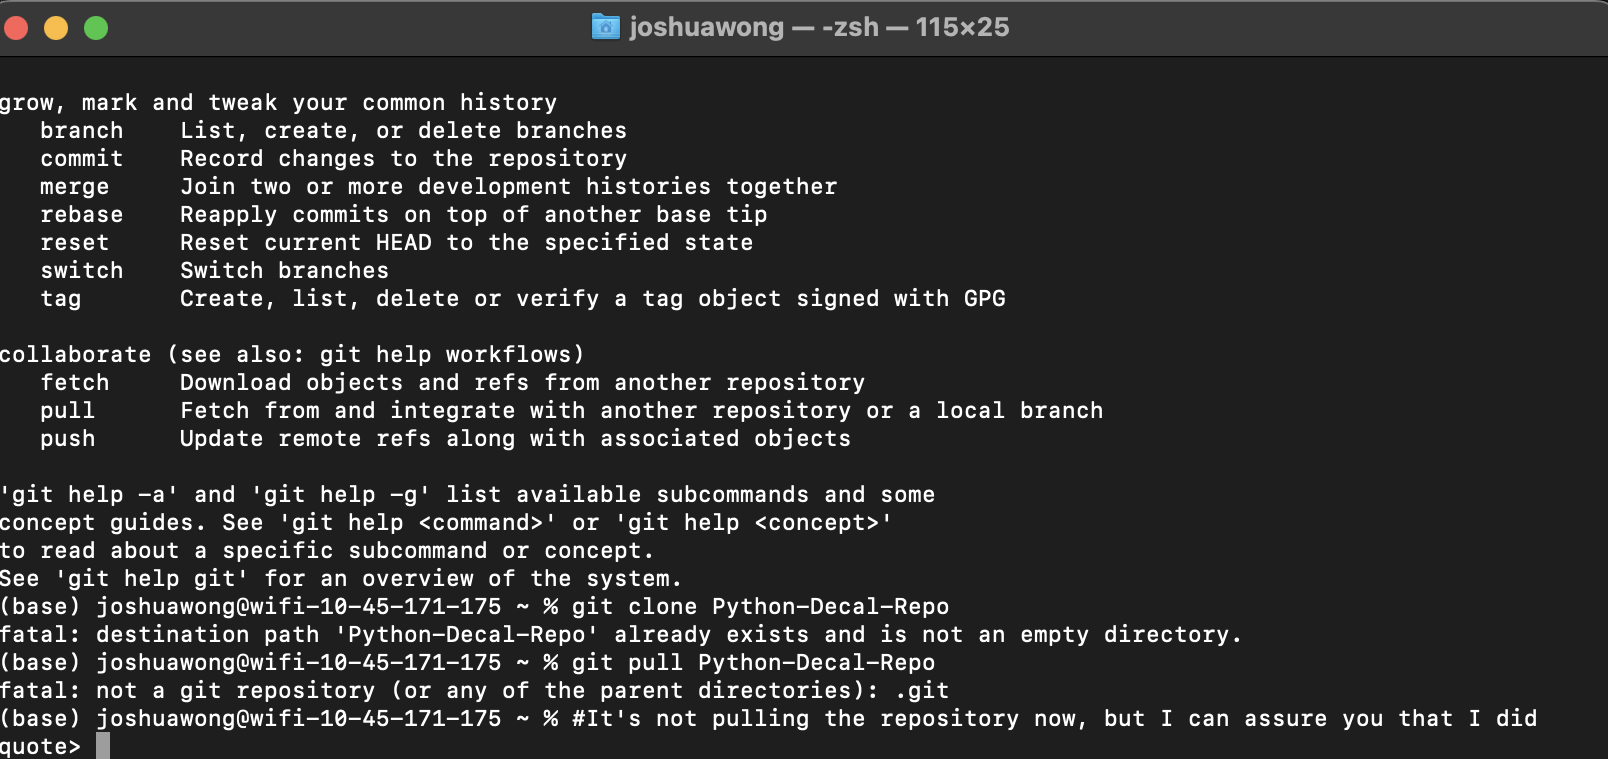 joshuawong — -zsh — 115×25
grow, mark and tweak your common history
   branch    List, create, or delete branches
   commit    Record changes to the repository
   merge     Join two or more development histories together
   rebase    Reapply commits on top of another base tip
   reset     Reset current HEAD to the specified state
   switch    Switch branches
   tag       Create, list, delete or verify a tag object signed with GPG
collaborate (see also: git help workflows)
   fetch     Download objects and refs from another repository
   pull      Fetch from and integrate with another repository or a local branch
   push      Update remote refs along with associated objects
'git help -a' and 'git help -g' list available subcommands and some
concept guides. See 'git help <command>' or 'git help <concept>'
to read about a specific subcommand or concept.
See 'git help git' for an overview of the system.
(base) joshuawong@wifi-10-45-171-175 ~ % git clone Python-Decal-Repo
fatal: destination path 'Python-Decal-Repo' already exists and is not an empty directory.
(base) joshuawong@wifi-10-45-171-175 ~ % git pull Python-Decal-Repo
fatal: not a git repository (or any of the parent directories): .git
(base) joshuawong@wifi-10-45-171-175 ~ % #It's not pulling the repository now, but I can assure you that I did
quote>